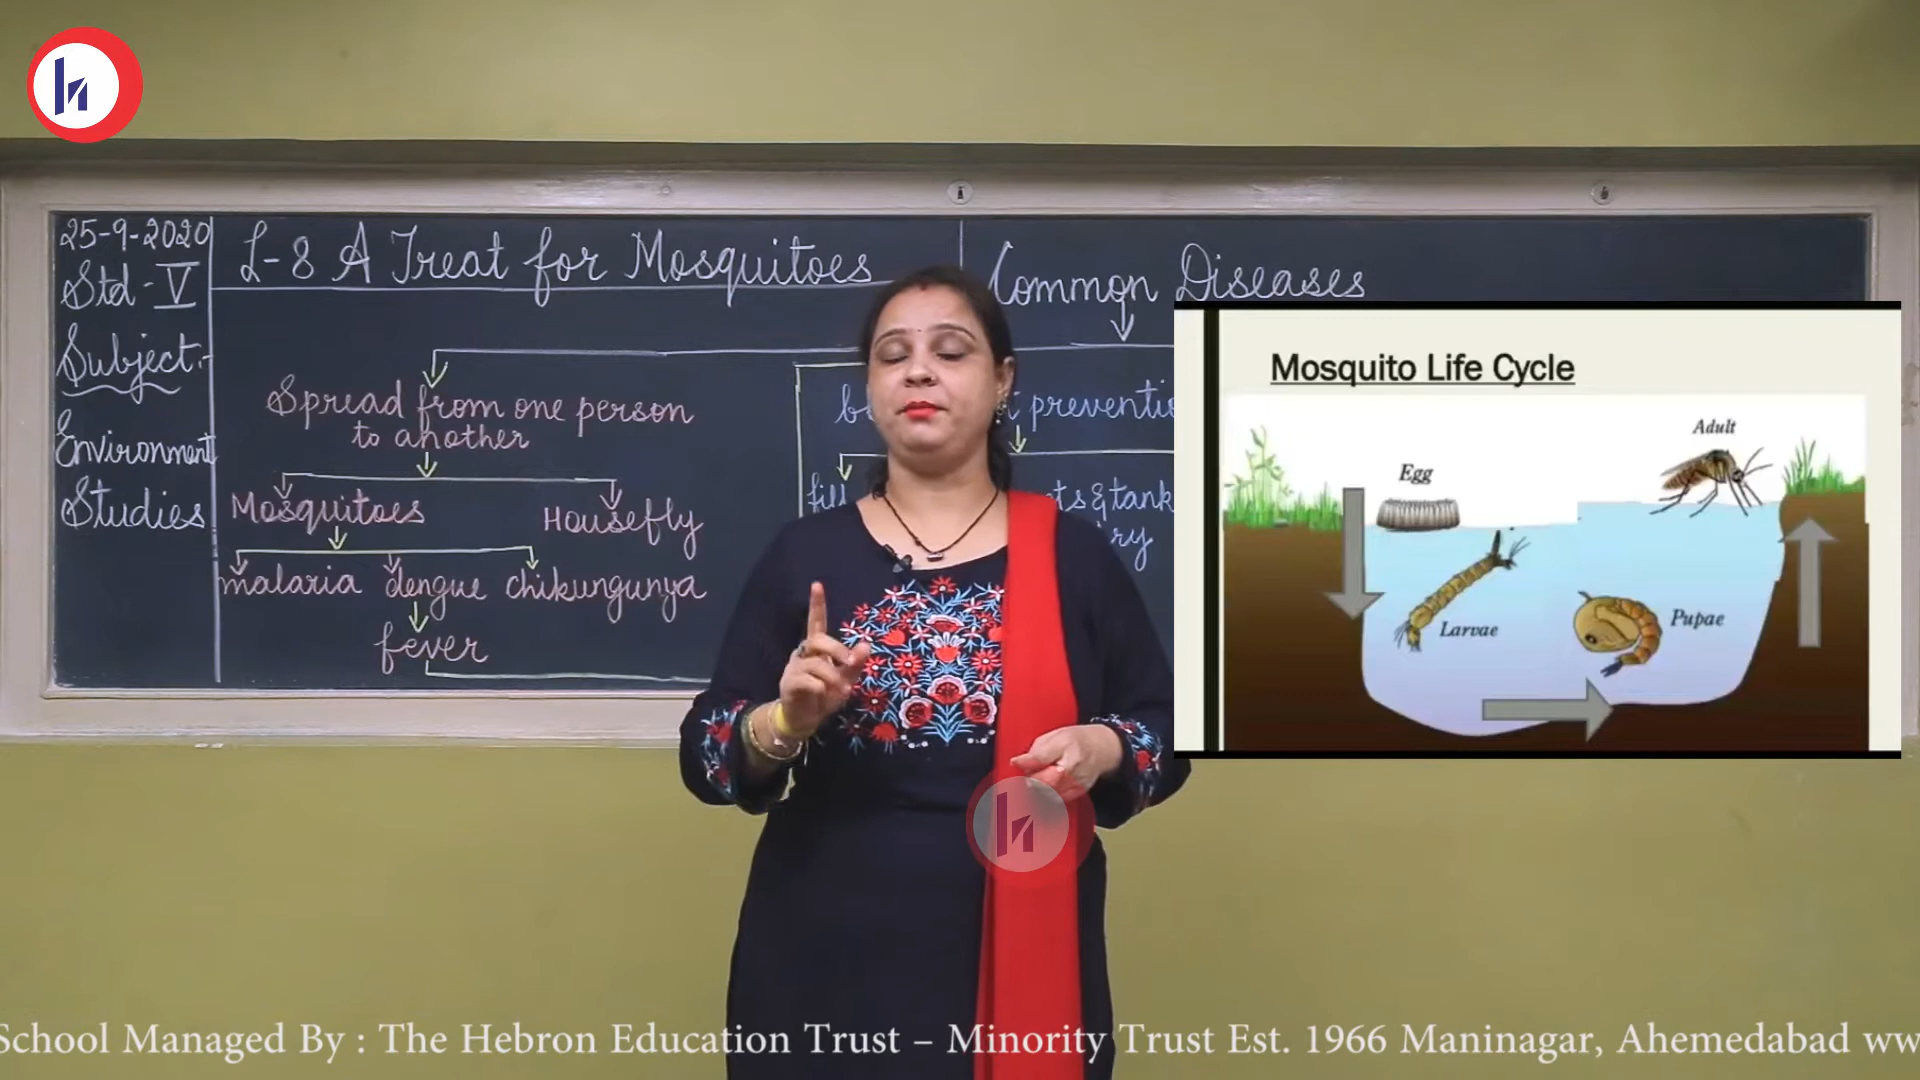 25-9-2020
Std-V
Subject:-
Environment
Studies
L-8 A Treat for Mosquitoes
Common Diseases
Spread from one person
to another
Mosquitoes
Housefly
malaria dengue chikungunya
fever
Mosquito Life Cycle
Egg
Adult
Larvae
Pupae
School Managed By : The Hebron Education Trust – Minority Trust Est. 1966 Maninagar, Ahemedabad